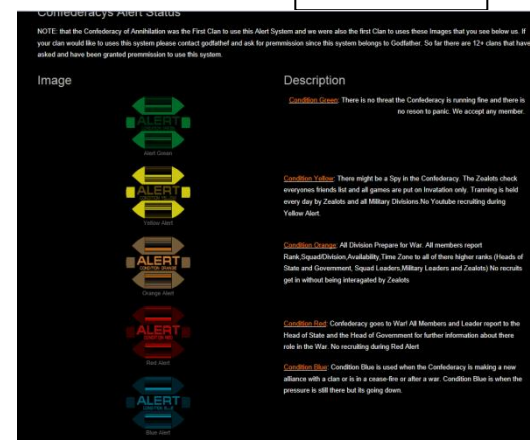 Confederacys Alert Status
NOTE: that the Confederacy of Annihilation was the First Clan to use this Alert System and we were also the first Clan to uses these Images that you see below us. If
your clan would like to uses this system please contact godfathef and ask for premmission since this system belongs to Godfather. So far there are 12+ clans that have
asked and have been granted premmission to use this system.
Image
Description
ALERT
Alert Green
Condition Green: There is no threat the Confederacy is running fine and there is
no reson to panic. We accept any member.
ALERT
Yellow Alert
Condition Yellow: There might be a Spy in the Confederacy. The Zealots check
everyones friends list and all games are put on Invatation only. Tranning is held
every day by Zealots and all Military Divisions.No Youtube recruiting during
Yellow Alert.
ALERT
CONDITION: ORANGE
Orange Alert
Condition Orange: All Division Prepare for War. All members report
Rank,Squad/Division,Availability,Time Zone to all of there higher ranks (Heads of
State and Government, Squad Leaders,Military Leaders and Zealots) No recruits
get in without being interagated by Zealots
ALERT
CONDITION: RED
Red Alert
Condition Red: Confederacy goes to War! All Members and Leader report to the
Head of State and the Head of Government for further information about there
role in the War. No recruiting during Red Alert
ALERT
CONDITION: BLUE
Blue Alert
Condition Blue: Condition Blue is used when the Confederacy is making a new
alliance with a clan or is in a cease-fire or after a war. Condition Blue is when the
pressure is still there but its going down.